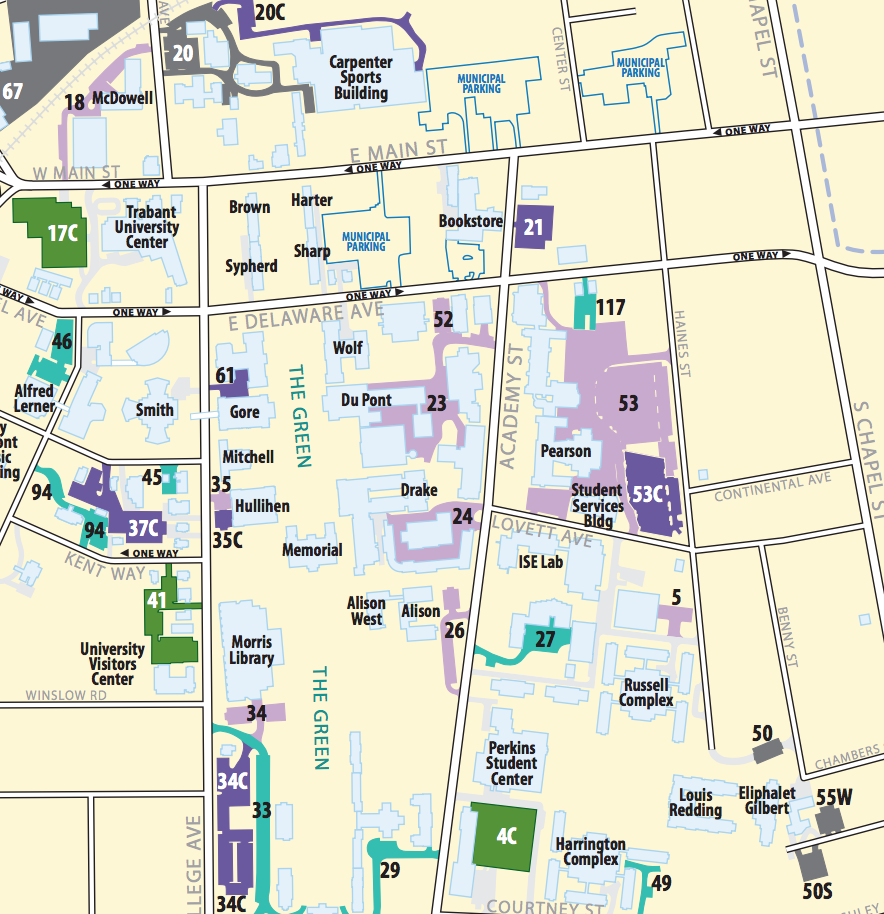 AVE
20C
CENTER ST
APEL ST
20
Carpenter
Sports
Building
MUNICIPAL
PARKING
MUNICIPAL
PARKING
67
18
McDowell
E MAIN ST
ONE WAY
ONE WAY
W MAIN ST
ONE WAY
17C
Trabant
University
Center
Brown
Harter
Sypherd
Sharp
MUNICIPAL
PARKING
Bookstore
21
ONE WAY
WAY
ONE WAY
ONE WAY
EL AVE
E DELAWARE AVE
52
117
HAINES ST
46
Wolf
61
THE GREEN
ACADEMY ST
Alfred
Lerner
Smith
Gore
Du Pont
23
53
S CHAPEL ST
Pearson
Mitchell
94
45
35
Hullihen
Drake
Student
Services
Bldg
53C
CONTINENTAL AVE
94
37C
35C
24
LOVETT AVE
ONE WAY
KENT WAY
Memorial
ISE Lab
41
Alison
West
Alison
26
5
BENNY ST
27
University
Visitors
Center
Morris
Library
WINSLOW RD
THE GREEN
Russell
Complex
34
50
Perkins
Student
Center
CHAMBERS
34C
33
Louis
Redding
Eliphalet
Gilbert
55W
4C
Harrington
Complex
LLEGE AVE
29
49
50S
34C
COURTNEY ST